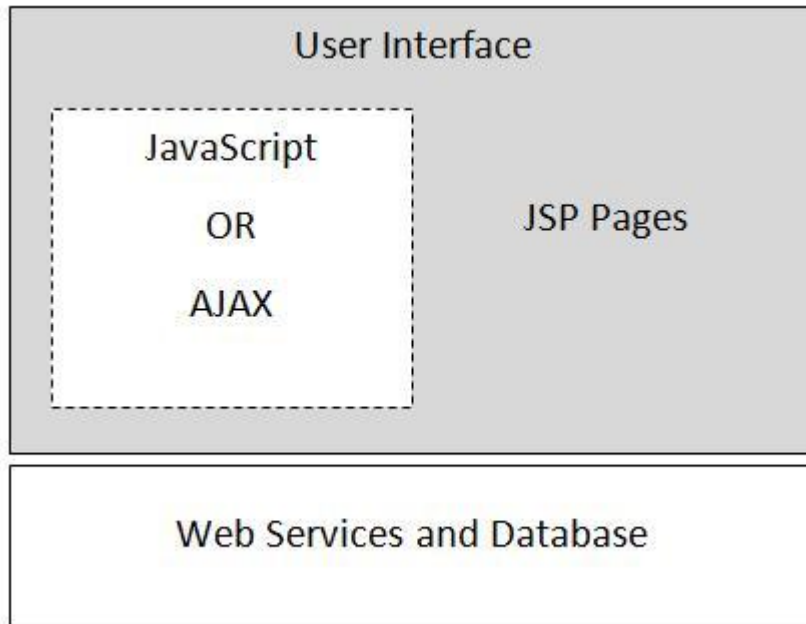 User Interface
JavaScript
OR
AJAX
JSP Pages
Web Services and Database